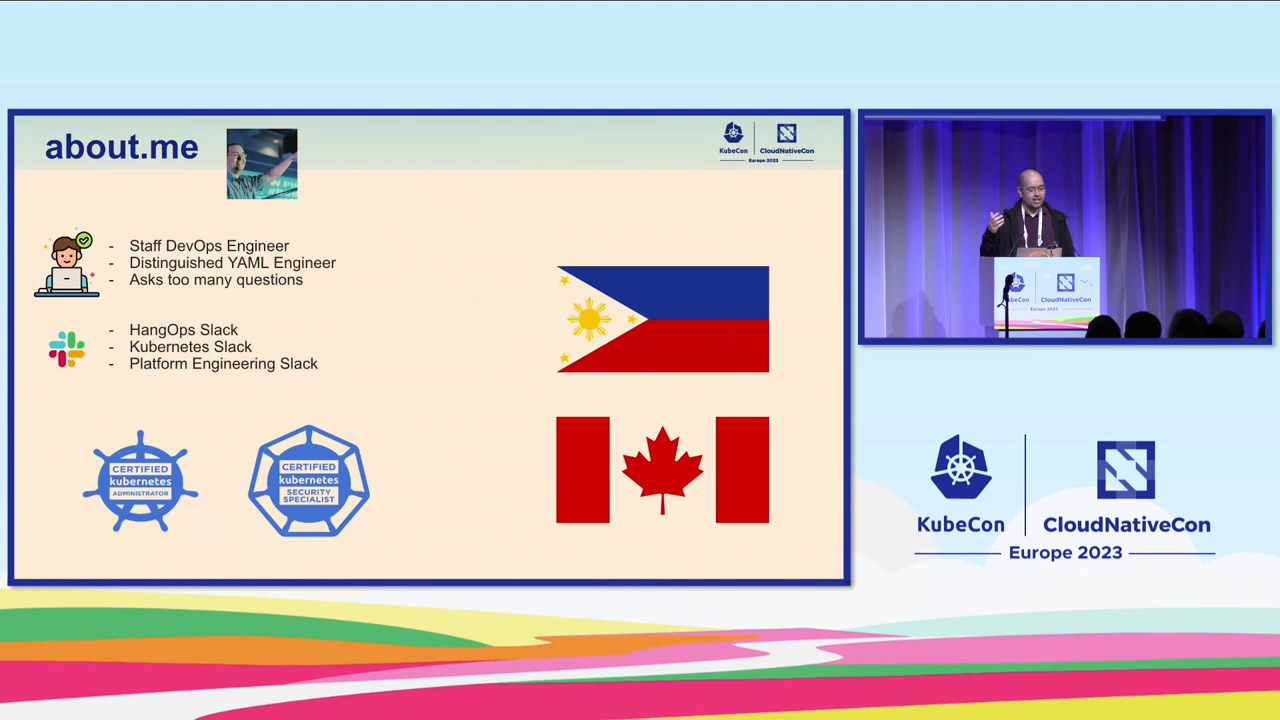 about.me
KubeCon
CloudNativeCon
Europe 2023
- Staff DevOps Engineer
- Distinguished YAML Engineer
- Asks too many questions
- HangOps Slack
- Kubernetes Slack
- Platform Engineering Slack
CERTIFIED
kubernetes
ADMINISTRATOR
CERTIFIED
kubernetes
SECURITY
SPECIALIST
KubeCon
CloudNativeCon
Europe 2023
KubeCon
CloudNativeCon
Europe 2023